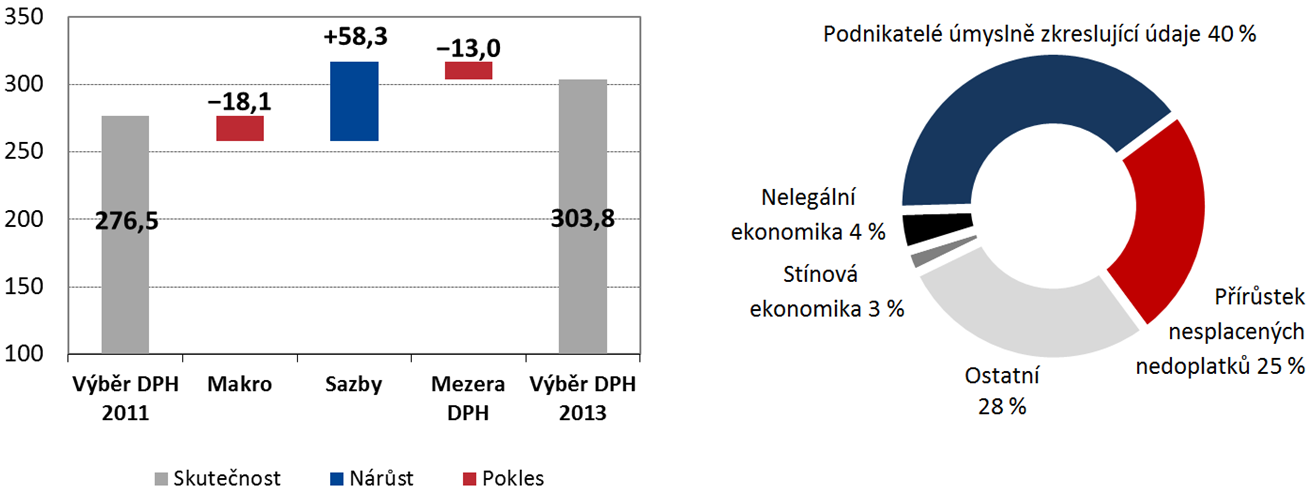 350
300
250
200
150
100
276,5
−18,1
+58,3
−13,0
303,8
Výběr DPH
2011
Makro
Sazby
Mezera
DPH
Výběr DPH
2013
Skutečnost
Nárůst
Pokles
Podnikatelé úmyslně zkreslující údaje 40 %
Nelegální
ekonomika 4 %
Stínová
ekonomika 3 %
Ostatní
28 %
Přírůstek
nesplacených
nedoplatků 25 %